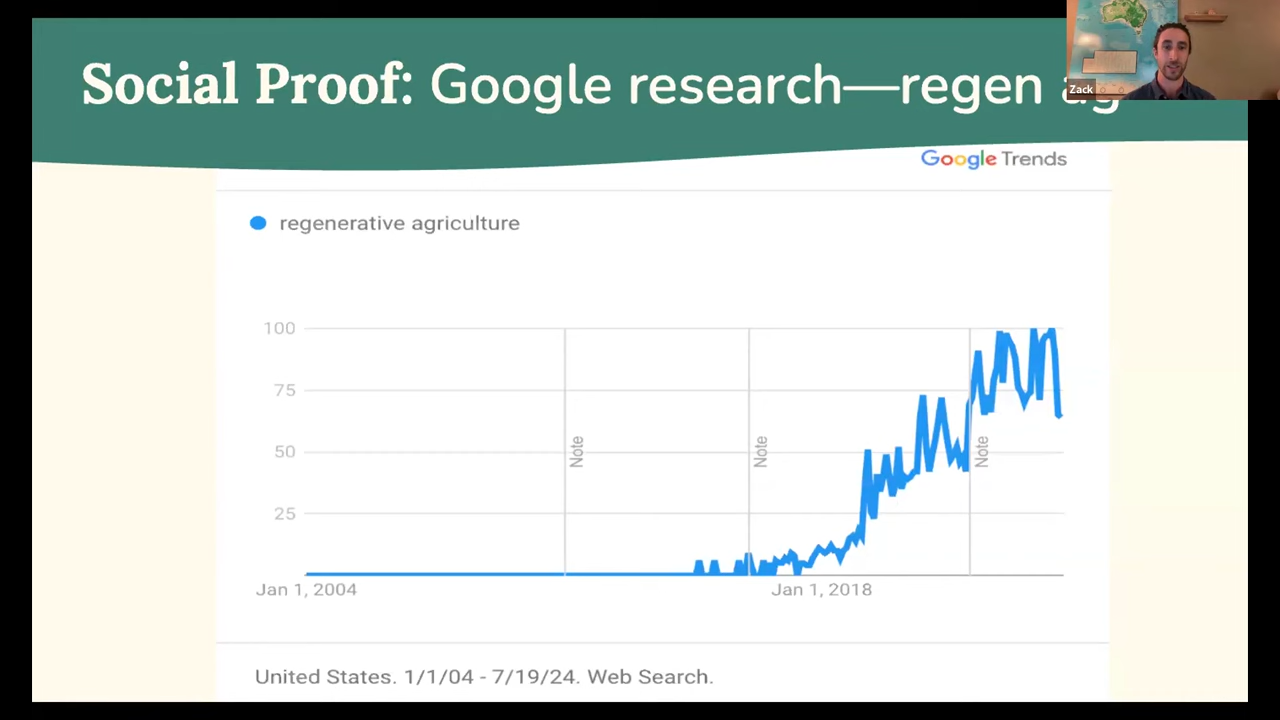 Social Proof: Google research—regen ag
Zack
Google Trends
regenerative agriculture
100
75
50
25
Note
Note
Note
Jan 1, 2004
Jan 1, 2018
United States. 1/1/04 - 7/19/24. Web Search.